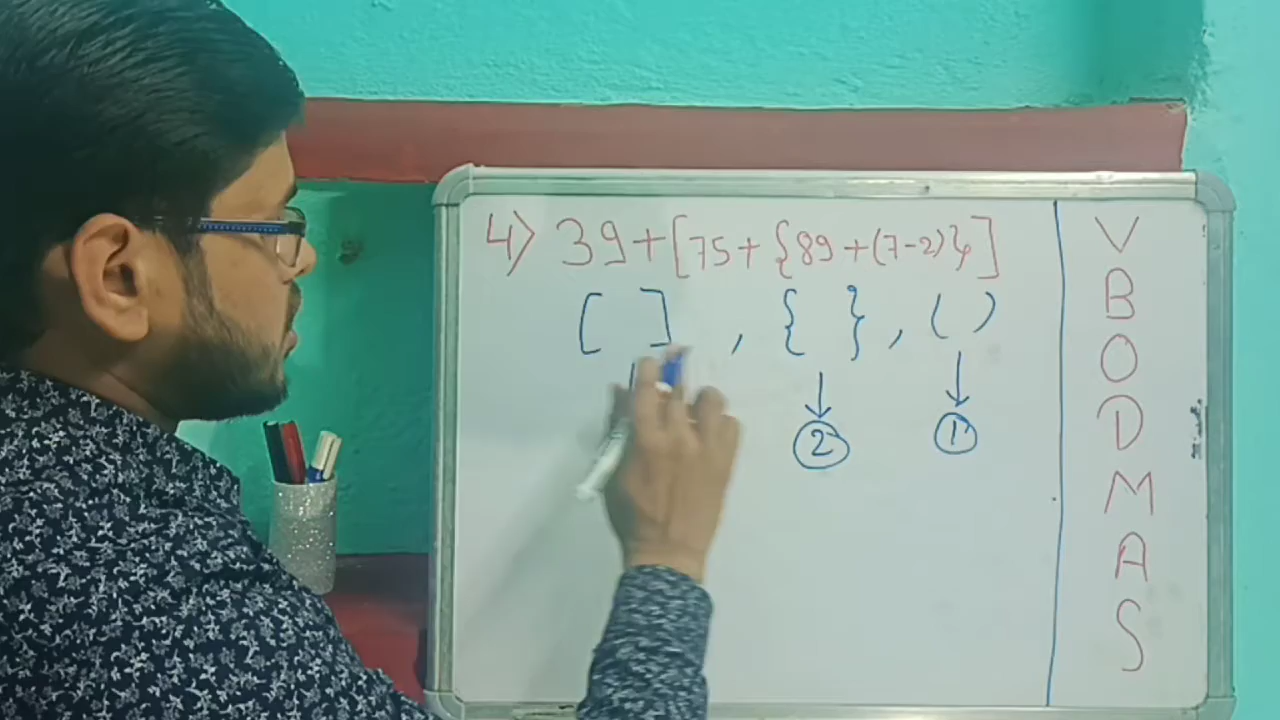 4) 39+[75+{89+(7-2)}]
[ ] , { } , ( )
2 1
V
B
O
D
M
A
S